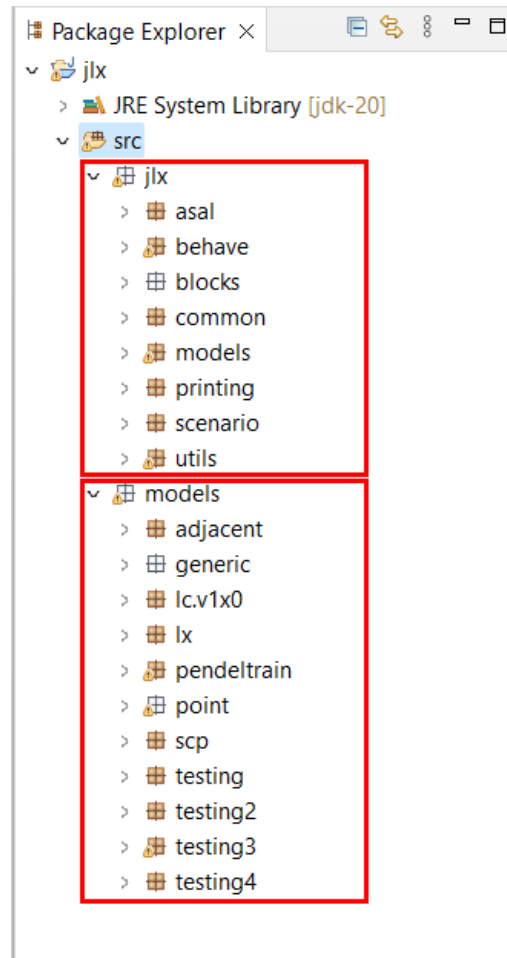 Package Explorer
jlx
JRE System Library [jdk-20]
src
jlx
asal
behave
blocks
common
models
printing
scenario
utils
models
adjacent
generic
lc.v1x0
lx
pendeltrain
point
scp
testing
testing2
testing3
testing4